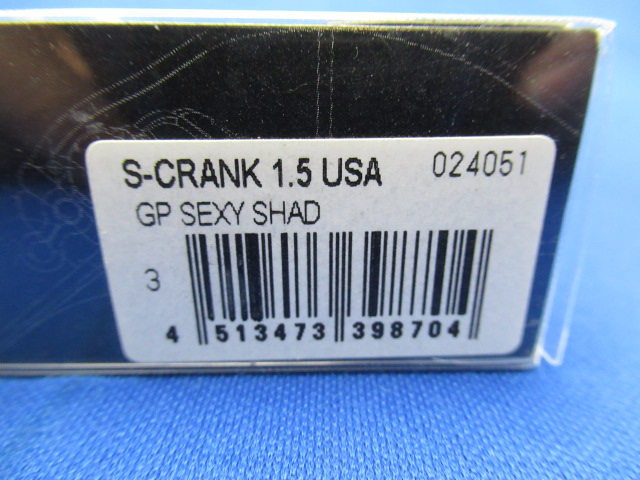 S-CRANK 1.5 USA 024051
GP SEXY SHAD
3
4 513473 398704